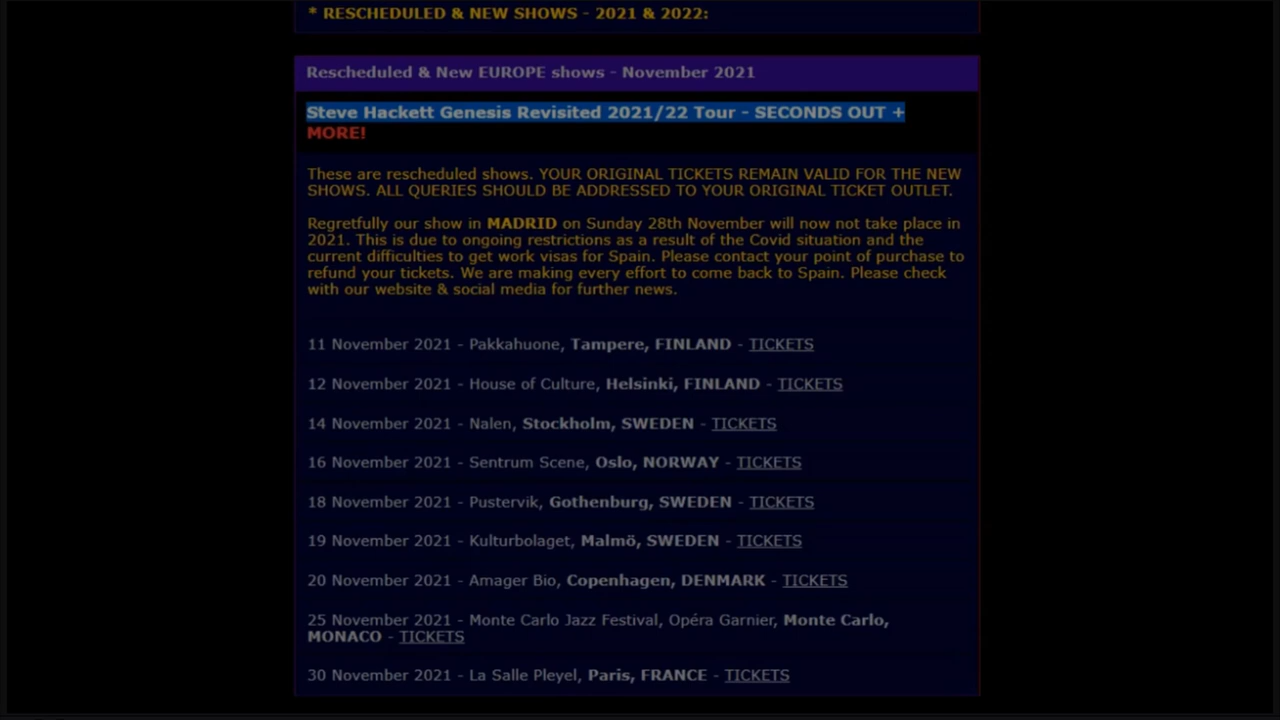 * RESCHEDULED & NEW SHOWS - 2021 & 2022:
Rescheduled & New EUROPE shows - November 2021
Steve Hackett Genesis Revisited 2021/22 Tour - SECONDS OUT +
MORE!
These are rescheduled shows. YOUR ORIGINAL TICKETS REMAIN VALID FOR THE NEW
SHOWS. ALL QUERIES SHOULD BE ADDRESSED TO YOUR ORIGINAL TICKET OUTLET.
Regretfully our show in MADRID on Sunday 28th November will now not take place in
2021. This is due to ongoing restrictions as a result of the Covid situation and the
current difficulties to get work visas for Spain. Please contact your point of purchase to
refund your tickets. We are making every effort to come back to Spain. Please check
with our website & social media for further news.
11 November 2021 - Pakkahuone, Tampere, FINLAND - TICKETS
12 November 2021 - House of Culture, Helsinki, FINLAND - TICKETS
14 November 2021 - Nalen, Stockholm, SWEDEN - TICKETS
16 November 2021 - Sentrum Scene, Oslo, NORWAY - TICKETS
18 November 2021 - Pustervik, Gothenburg, SWEDEN - TICKETS
19 November 2021 - Kulturbolaget, Malmö, SWEDEN - TICKETS
20 November 2021 - Amager Bio, Copenhagen, DENMARK - TICKETS
25 November 2021 - Monte Carlo Jazz Festival, Opéra Garnier, Monte Carlo,
MONACO - TICKETS
30 November 2021 - La Salle Pleyel, Paris, FRANCE - TICKETS